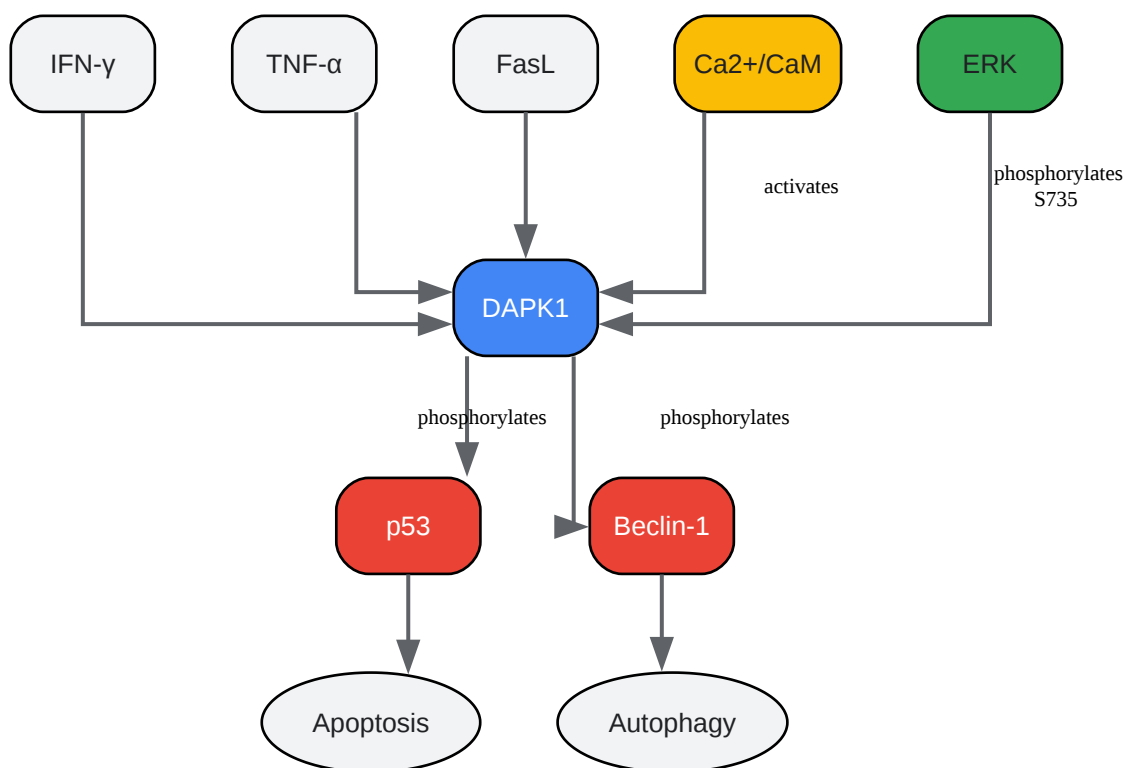 IFN-γ
TNF-α
FasL
Ca2+/CaM
ERK
activates
phosphorylates
S735
DAPK1
phosphorylates
phosphorylates
p53
Beclin-1
Apoptosis
Autophagy